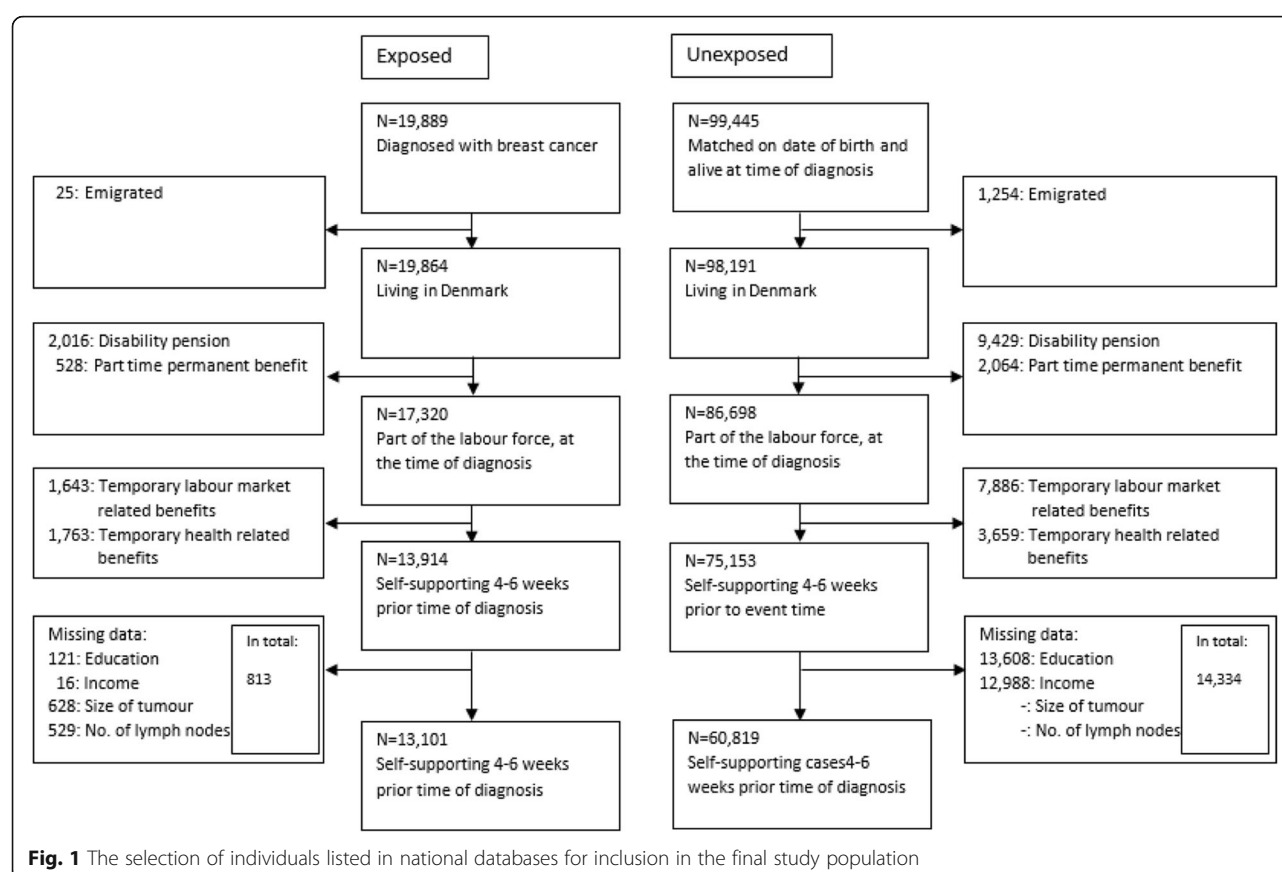 Exposed
Unexposed
N=19,889
Diagnosed with breast cancer
N=99,445
Matched on date of birth and
alive at time of diagnosis
25: Emigrated
1,254: Emigrated
N=19,864
Living in Denmark
N=98,191
Living in Denmark
2,016: Disability pension
528: Part time permanent benefit
9,429: Disability pension
2,064: Part time permanent benefit
N=17,320
Part of the labour force, at
the time of diagnosis
N=86,698
Part of the labour force, at
the time of diagnosis
1,643: Temporary labour market
related benefits
1,763: Temporary health related
benefits
7,886: Temporary labour market
related benefits
3,659: Temporary health related
benefits
N=13,914
Self-supporting 4-6 weeks
prior time of diagnosis
N=75,153
Self-supporting 4-6 weeks
prior to event time
Missing data:
121: Education
16: Income
628: Size of tumour
529: No. of lymph nodes
In total:
813
Missing data:
13,608: Education
12,988: Income
-: Size of tumour
-: No. of lymph nodes
In total:
14,334
N=13,101
Self-supporting 4-6 weeks
prior time of diagnosis
N=60,819
Self-supporting cases4-6
weeks prior time of diagnosis
Fig. 1 The selection of individuals listed in national databases for inclusion in the final study population